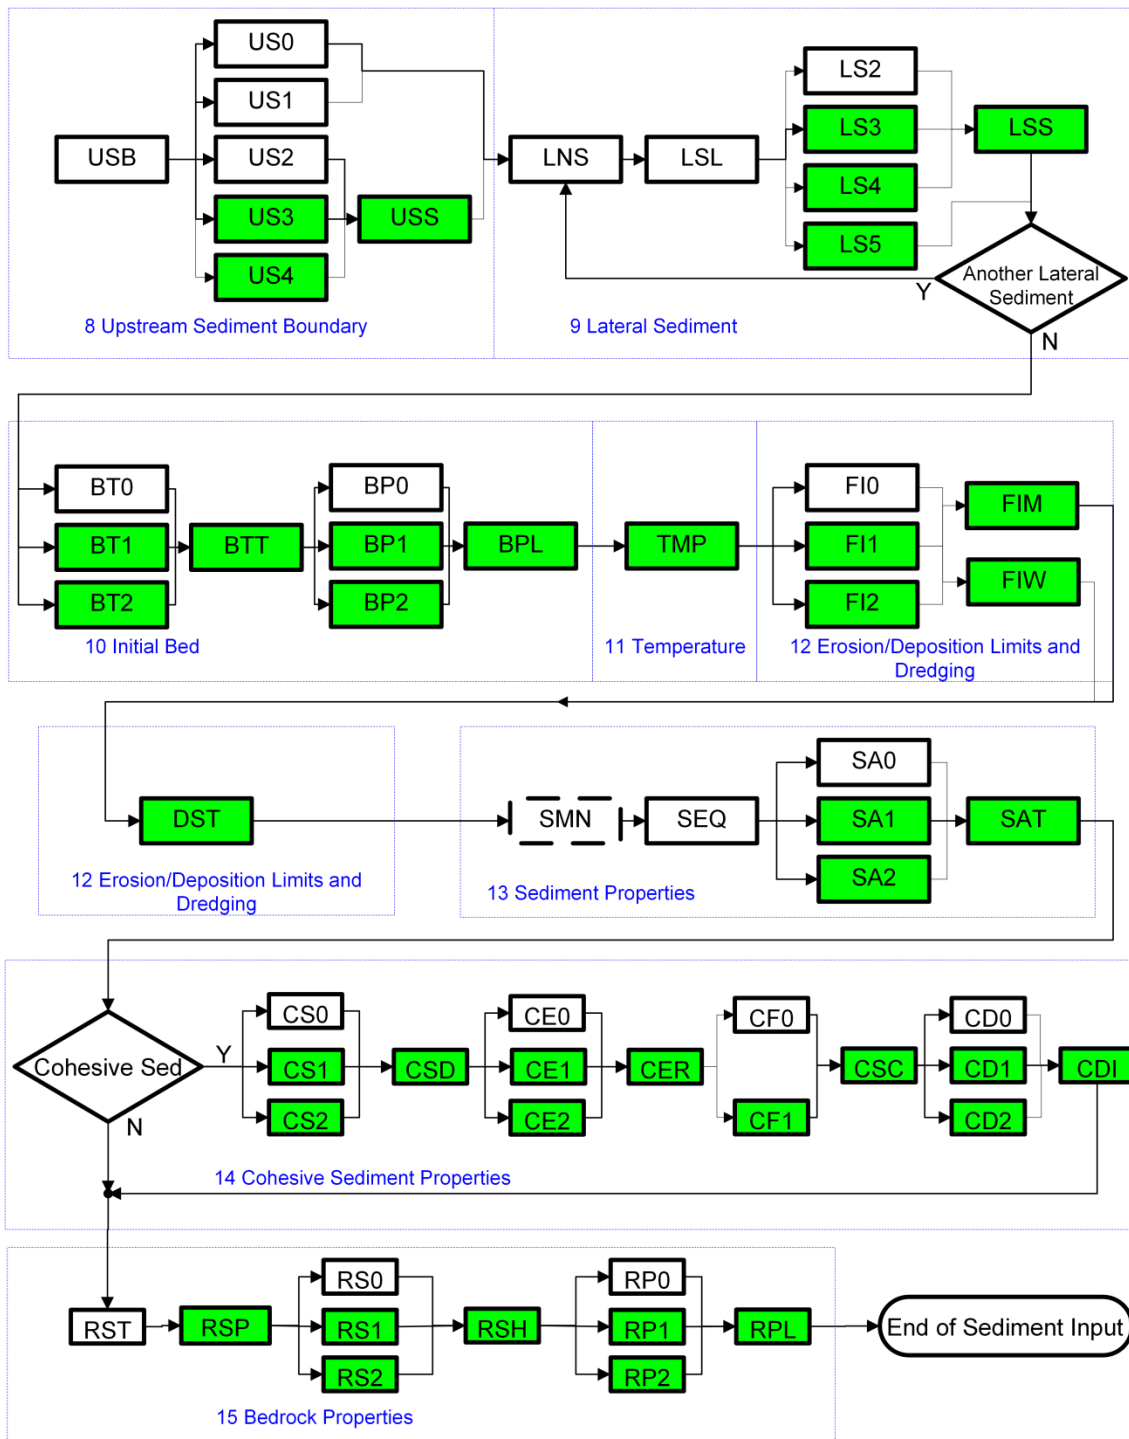 US0
US1
USB
US2
US3
USS
US4
8 Upstream Sediment Boundary
LNS
LSL
LS2
LS3
LSS
LS4
LS5
Another Lateral
Sediment
Y
N
9 Lateral Sediment
BT0
BT1
BT2
BTT
BP0
BP1
BP2
BPL
10 Initial Bed
TMP
11 Temperature
FI0
FI1
FI2
FIM
FIW
12 Erosion/Deposition Limits and
Dredging
DST
12 Erosion/Deposition Limits and
Dredging
SMN
SEQ
SA0
SA1
SA2
SAT
13 Sediment Properties
Cohesive Sed
Y
N
CS0
CS1
CS2
CSD
CE0
CE1
CE2
CER
CF0
CF1
CSC
CD0
CD1
CD2
CDI
14 Cohesive Sediment Properties
RST
RSP
RS0
RS1
RS2
RSH
RP0
RP1
RP2
RPL
End of Sediment Input
15 Bedrock Properties